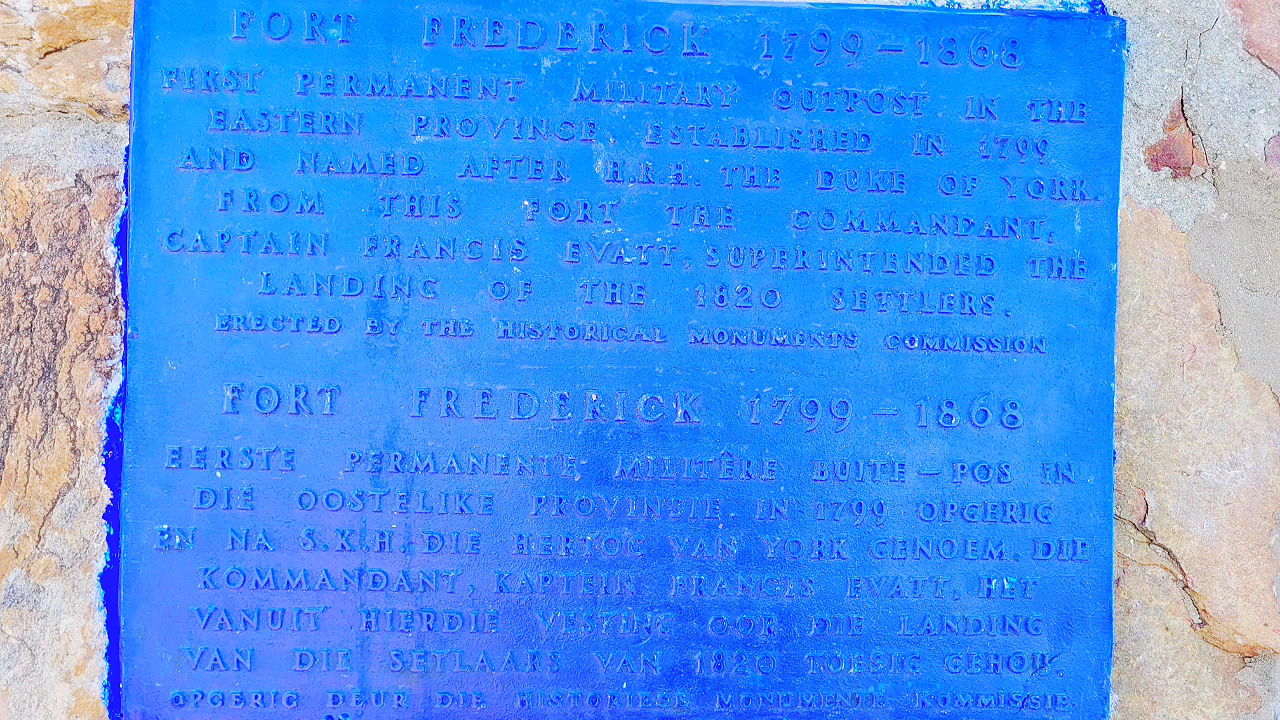 FORT FREDERICK 1799-1868
FIRST PERMANENT MILITARY OUTPOST IN THE
EASTERN PROVINCE ESTABLISHED IN 1799
AND NAMED AFTER H.R.H. THE DUKE OF YORK.
FROM THIS FORT THE COMMANDANT,
CAPTAIN FRANCIS EVATT, SUPERINTENDED THE
LANDING OF THE 1820 SETTLERS.
ERECTED BY THE HISTORICAL MONUMENTS COMMISSION
FORT FREDERICK 1799-1868
EERSTE PERMANENTE MILITÊRE BUITE-POS IN
DIE OOSTELIKE PROVINSIE. IN 1799 OPGERIG
EN NA S.K.H. DIE HERTOG VAN YORK GENOEM. DIE
KOMMANDANT, KAPTEIN FRANCIS EVATT, HET
VANUIT HIERDIE VESTING OOR DIE LANDING
VAN DIE SETLAARS VAN 1820 TOESIG GEHOU.
OPGERIG DEUR DIE HISTORIESE MONUMENTE KOMMISSIE.